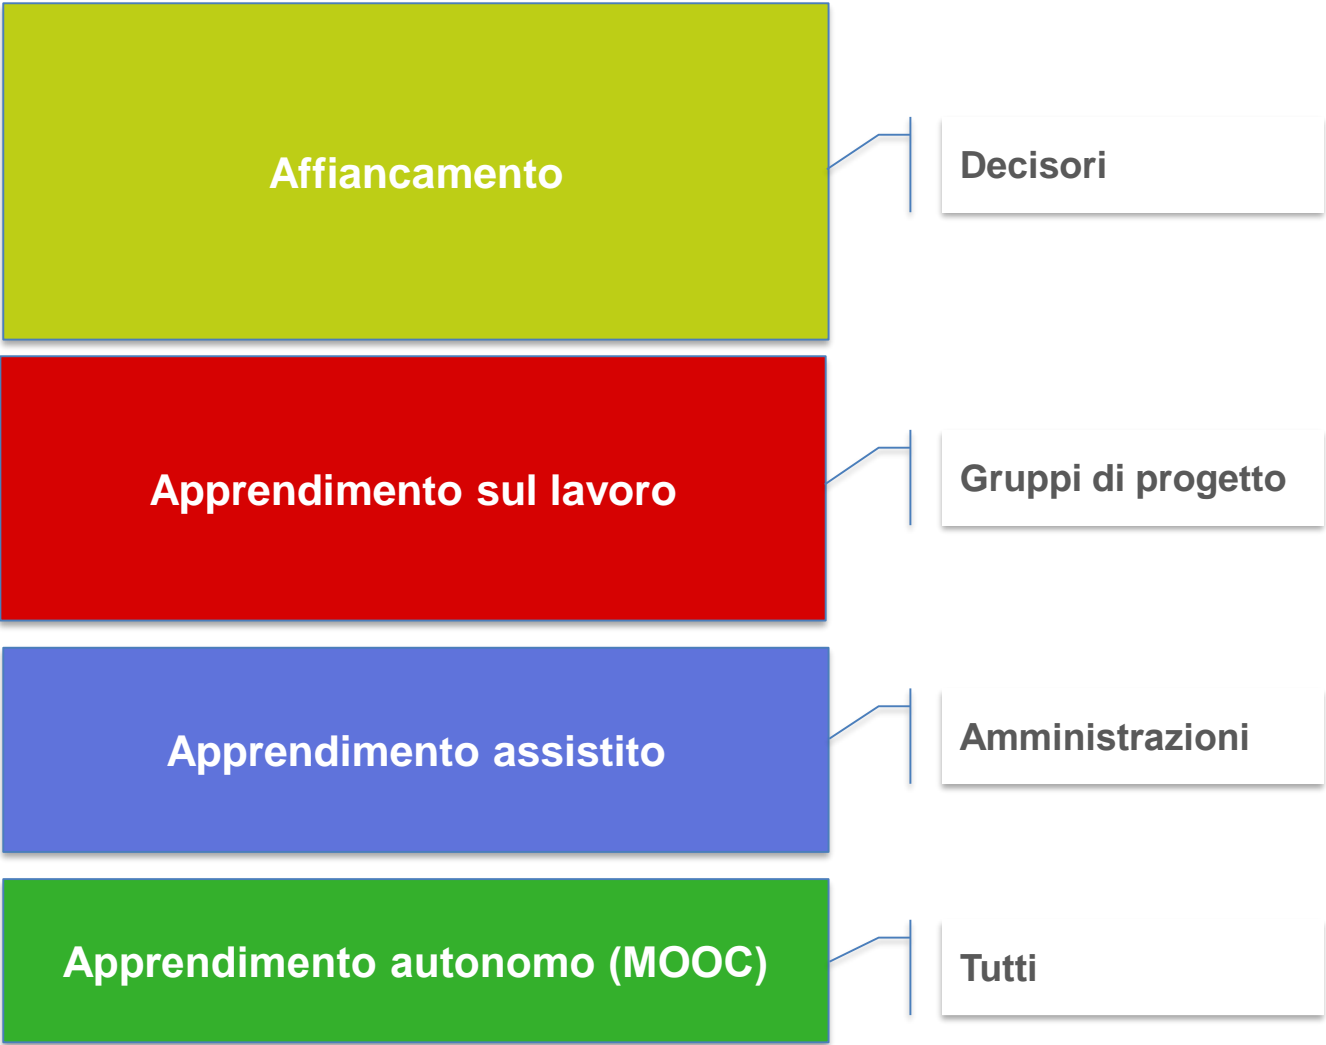 Affiancamento
Decisori
Apprendimento sul lavoro
Gruppi di progetto
Apprendimento assistito
Amministrazioni
Apprendimento autonomo (MOOC)
Tutti